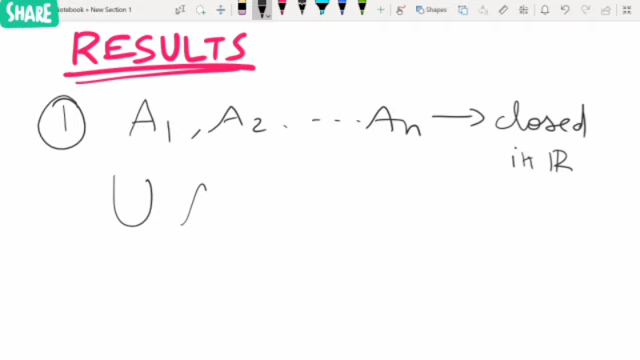 SHARE
Notebook » New Section 1
Shapes
RESULTS
① A₁, A₂. ... Aₙ → closed
in ℝ
⋃